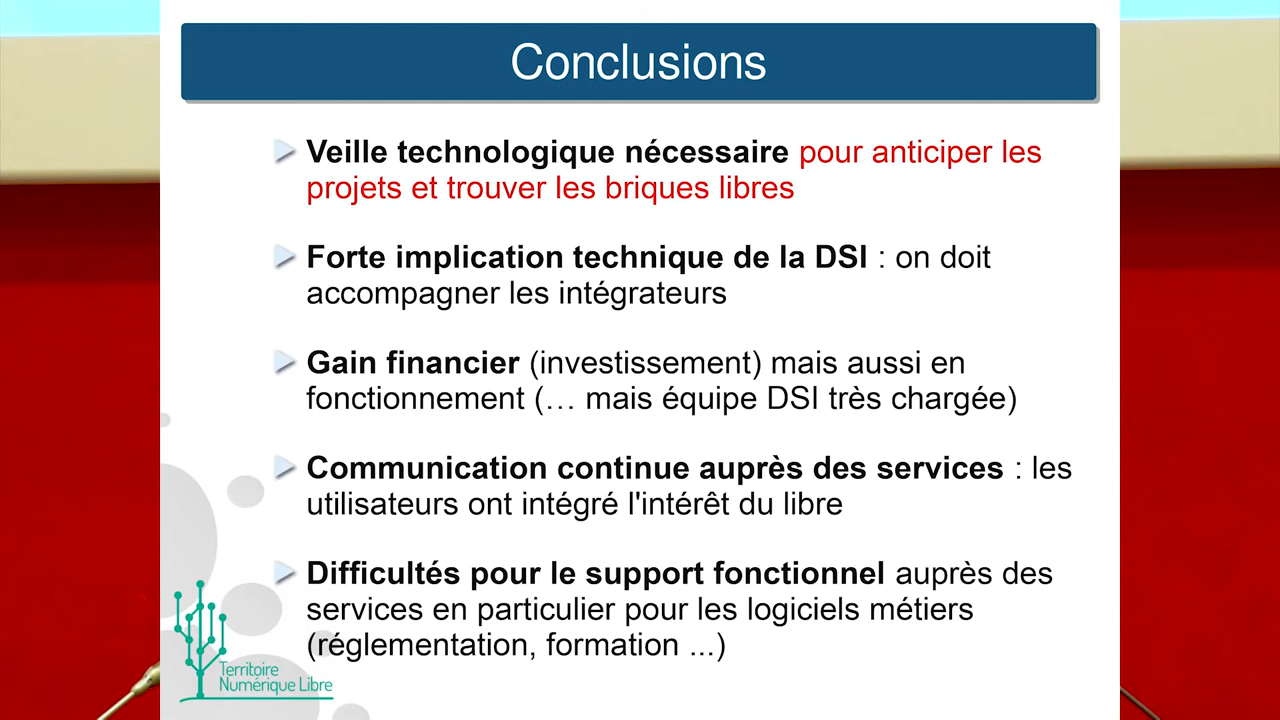 Conclusions
Veille technologique nécessaire pour anticiper les
projets et trouver les briques libres
Forte implication technique de la DSI : on doit
accompagner les intégrateurs
Gain financier (investissement) mais aussi en
fonctionnement (… mais équipe DSI très chargée)
Communication continue auprès des services : les
utilisateurs ont intégré l'intérêt du libre
Difficultés pour le support fonctionnel auprès des
services en particulier pour les logiciels métiers
(réglementation, formation ...)
Territoire
Numérique Libre